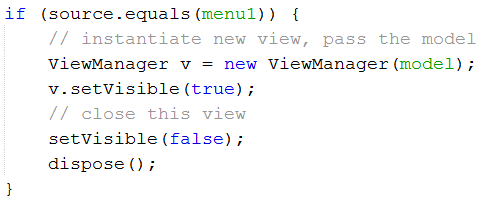 if (source.equals(menu1)) {
    // instantiate new view, pass the model
    ViewManager v = new ViewManager(model);
    v.setVisible(true);
    // close this view
    setVisible(false);
    dispose();
}